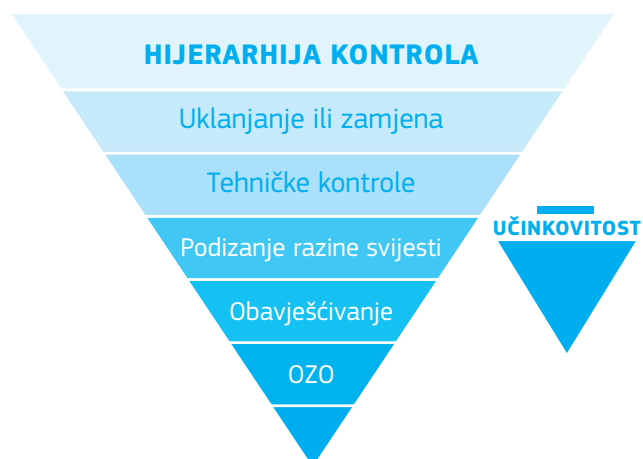 HIJERARHIJA KONTROLA
Uklanjanje ili zamjena
Tehničke kontrole
Podizanje razine svijesti
Obavješćivanje
OZO
UČINKOVITOST